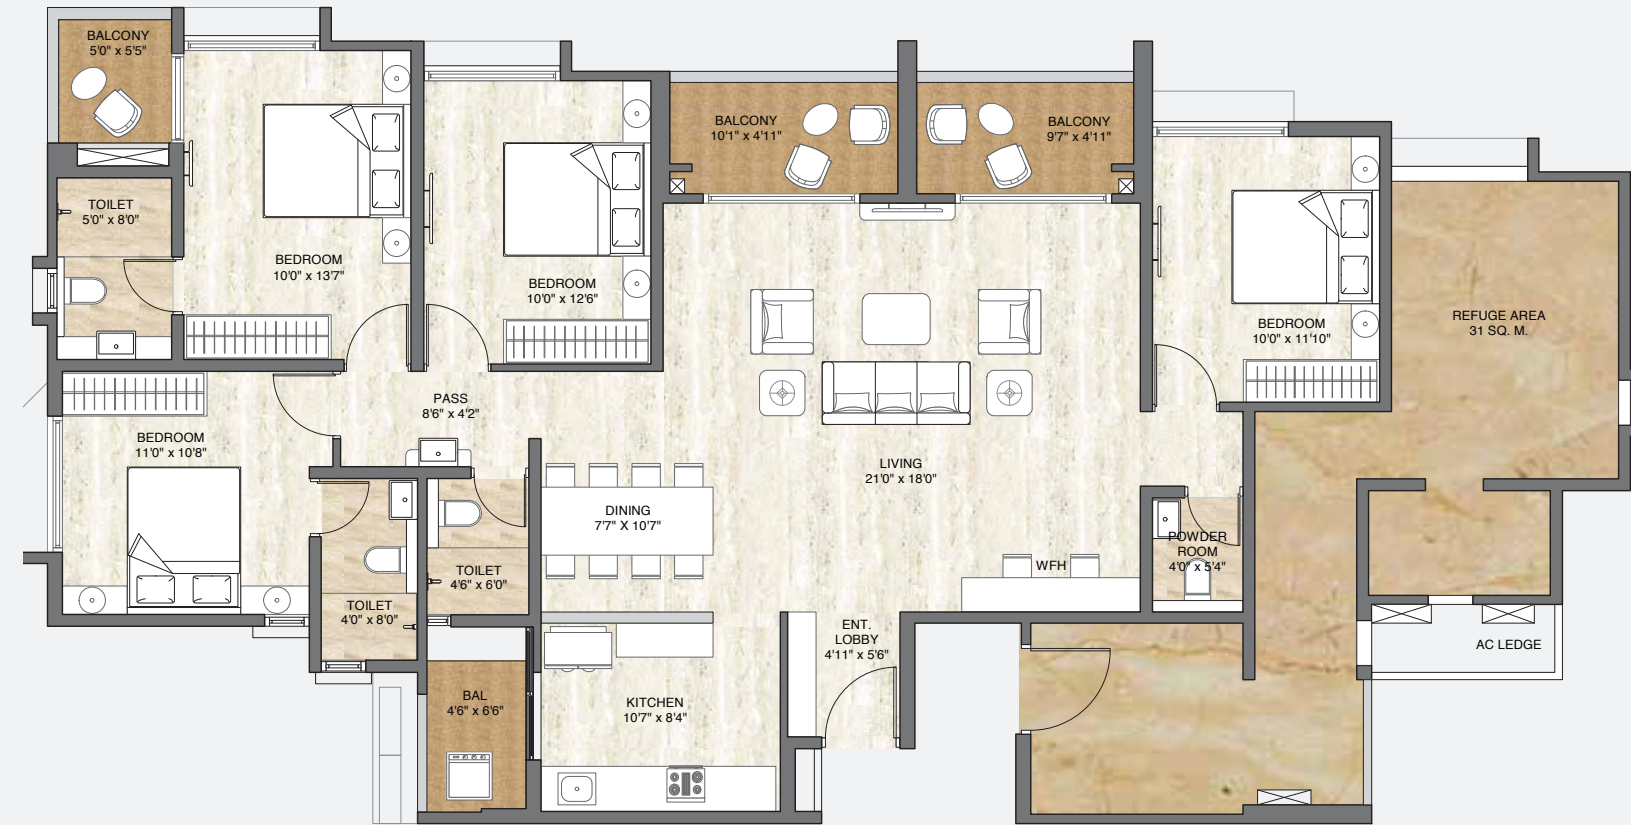 BALCONY
5'0" x 5'5"
BALCONY
10'1" x 4'11"
BALCONY
9'7" x 4'11"
TOILET
5'0" x 8'0"
BEDROOM
10'0" x 13'7"
BEDROOM
10'0" x 12'6"
BEDROOM
10'0" x 11'10"
REFUGE AREA
31 SQ. M.
PASS
8'6" x 4'2"
BEDROOM
11'0" x 10'8"
LIVING
21'0" x 18'0"
DINING
7'7" X 10'7"
TOILET
4'6" x 6'0"
WFH
POWDER
ROOM
4'0" x 5'4"
TOILET
4'0" x 8'0"
ENT.
LOBBY
4'11" x 5'6"
AC LEDGE
BAL
4'6" x 6'6"
KITCHEN
10'7" x 8'4"